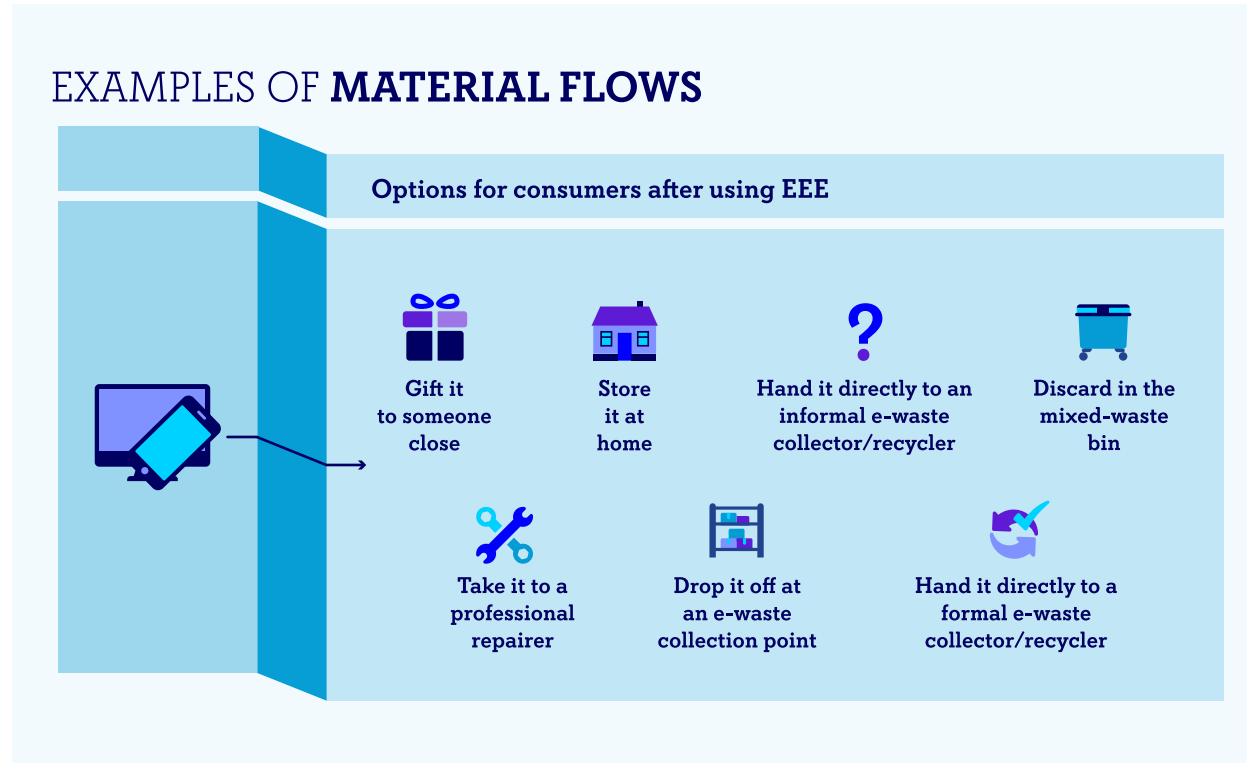 EXAMPLES OF MATERIAL FLOWS
Options for consumers after using EEE
Gift it
to someone
close
Store
it at
home
Hand it directly to an
informal e-waste
collector/recycler
Discard in the
mixed-waste
bin
Take it to a
professional
repairer
Drop it off at
an e-waste
collection point
Hand it directly to a
formal e-waste
collector/recycler